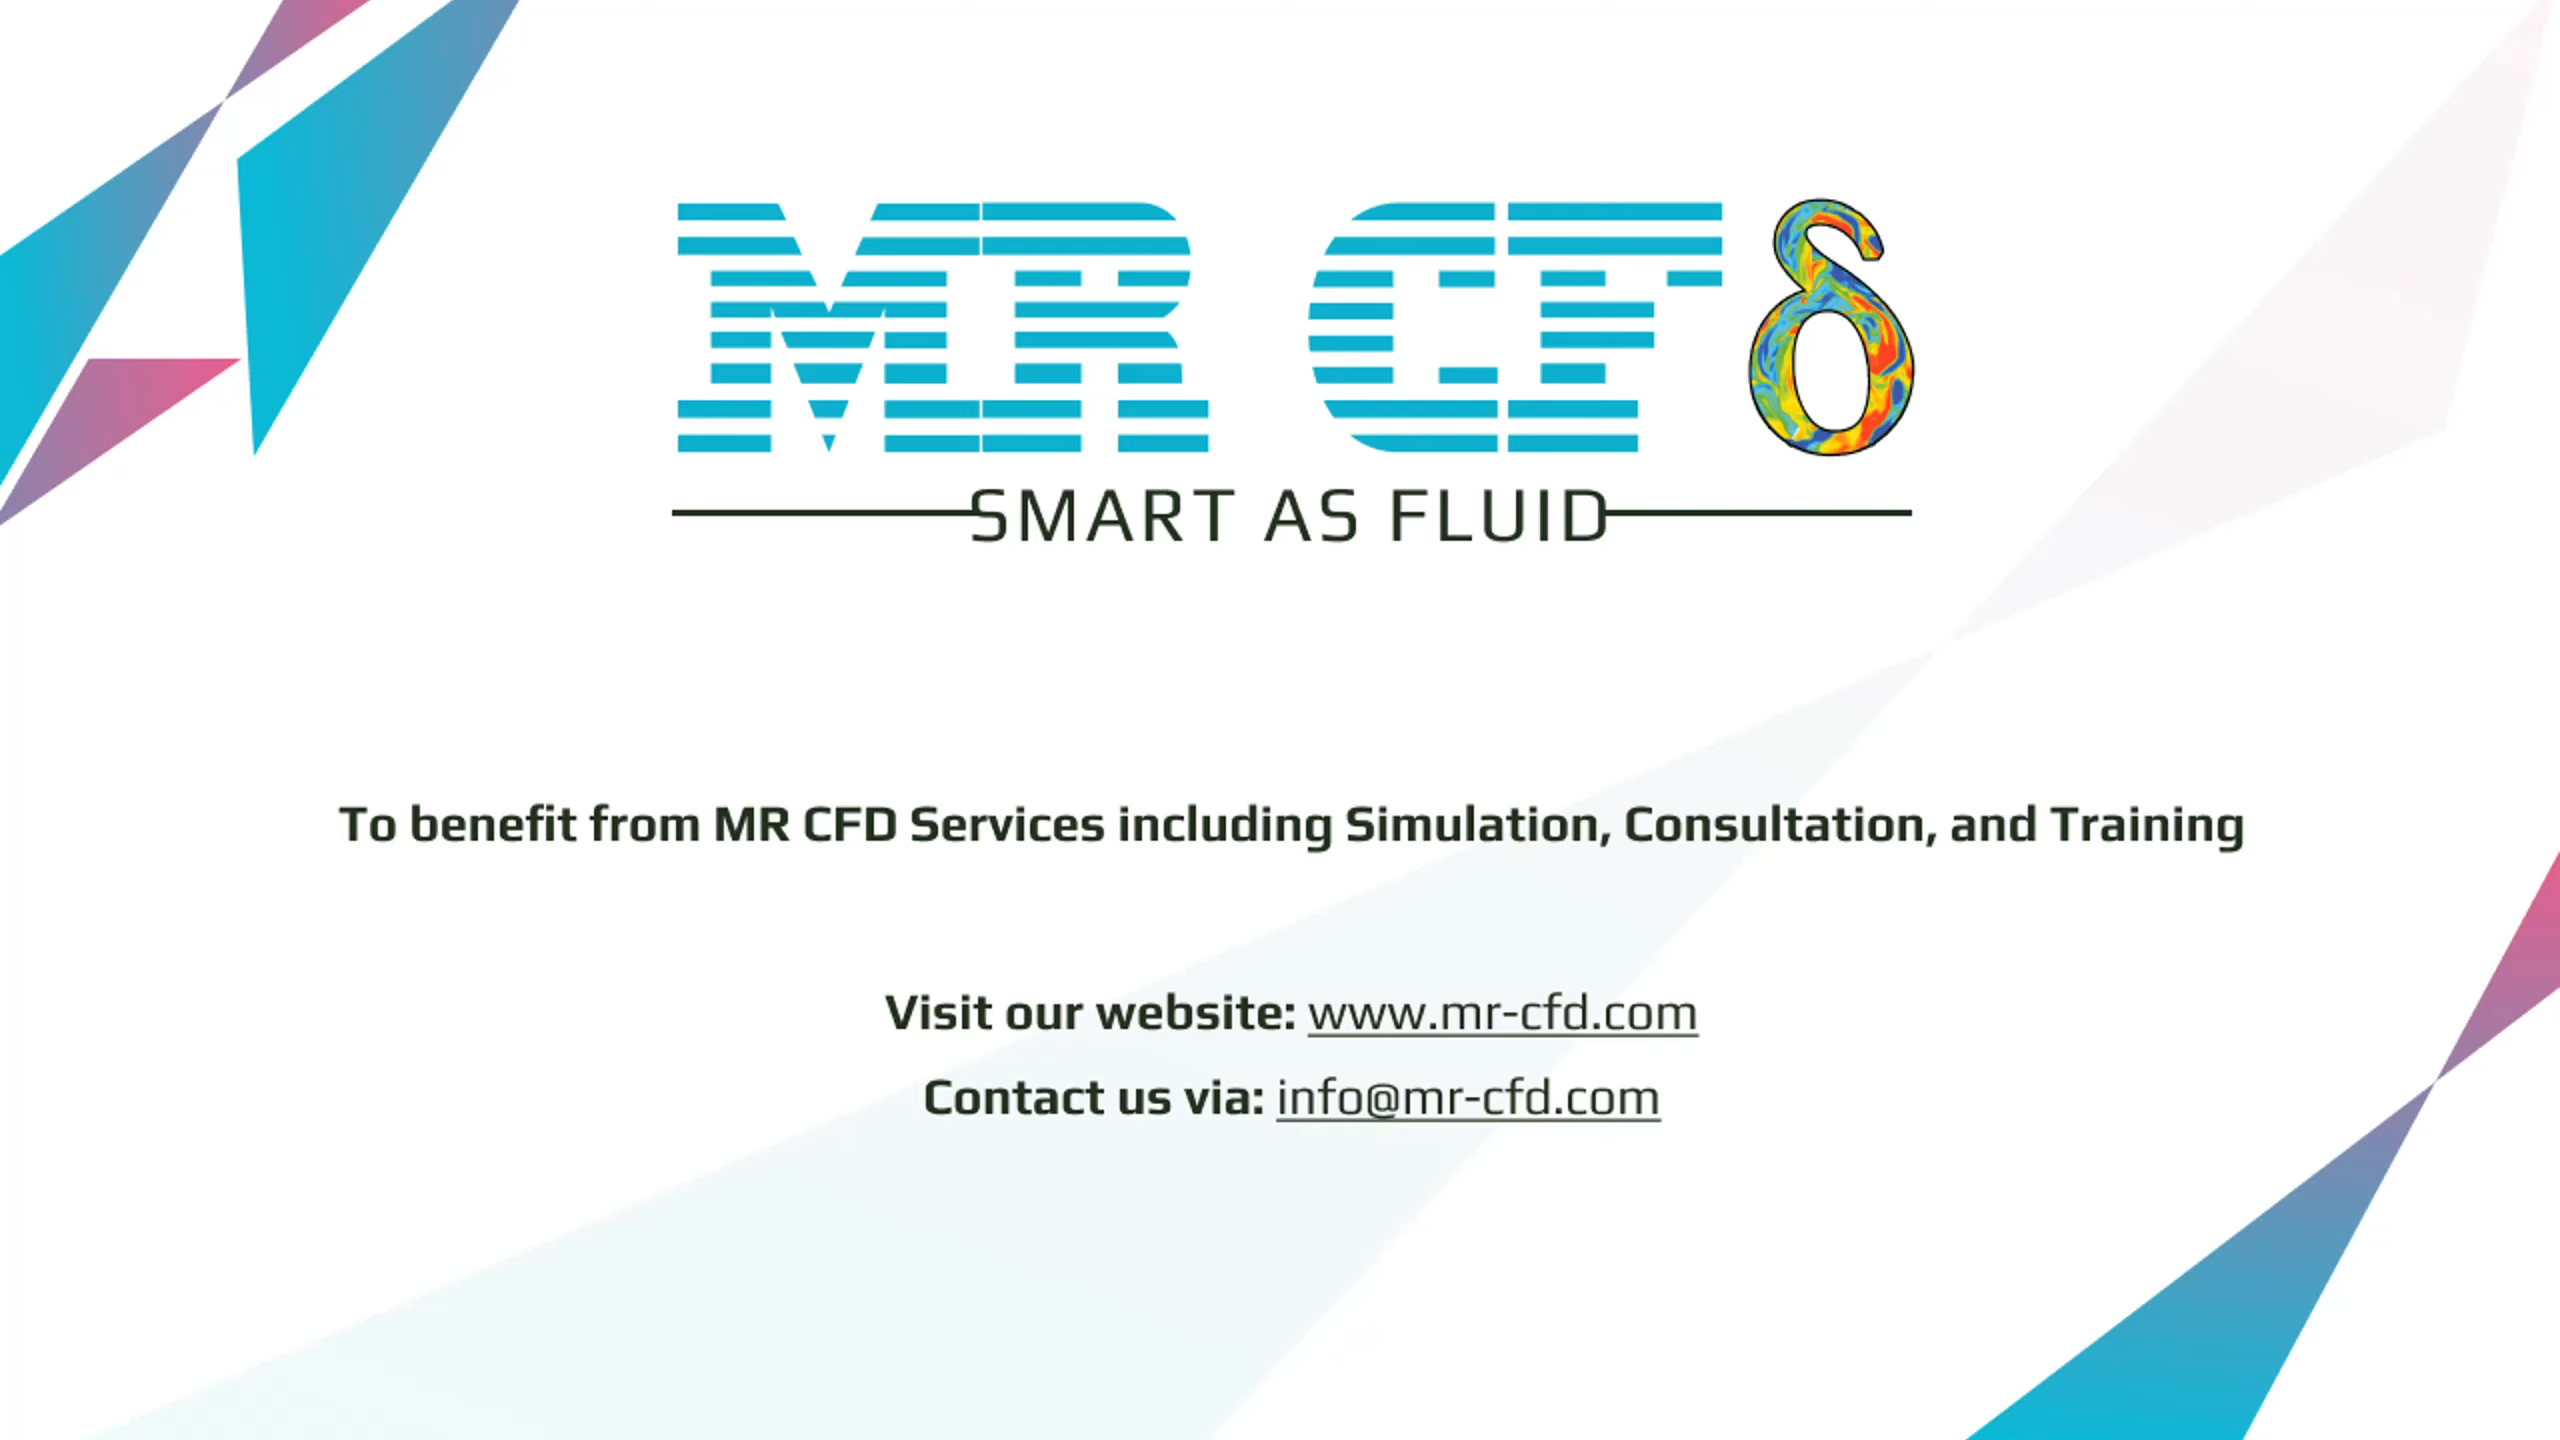 MR CFδ
SMART AS FLUID
To benefit from MR CFD Services including Simulation, Consultation, and Training
Visit our website: www.mr-cfd.com
Contact us via: info@mr-cfd.com